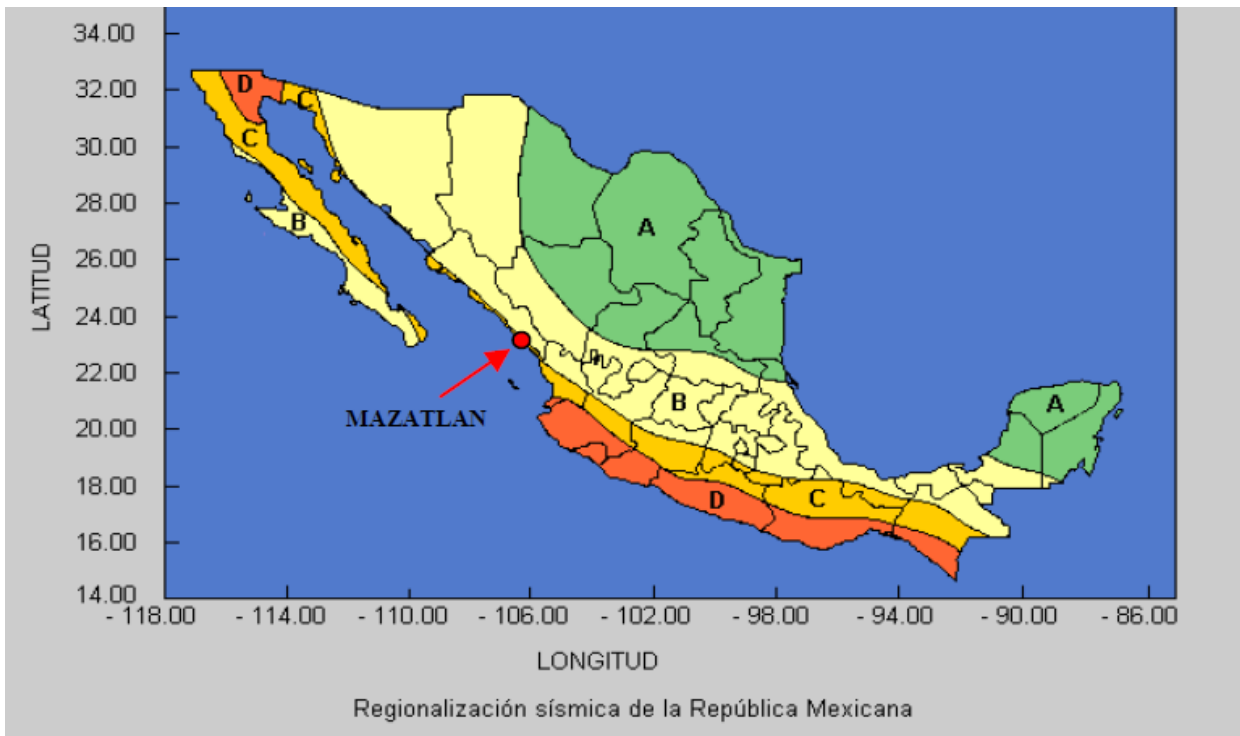 34.00
32.00
30.00
28.00
26.00
24.00
22.00
20.00
18.00
16.00
14.00
LATITUD
D
C
C
B
A
MAZATLAN
B
A
D
C
- 118.00 - 114.00 - 110.00 - 106.00 - 102.00 - 98.00 - 94.00 - 90.00 - 86.00
LONGITUD
Regionalización sísmica de la República Mexicana